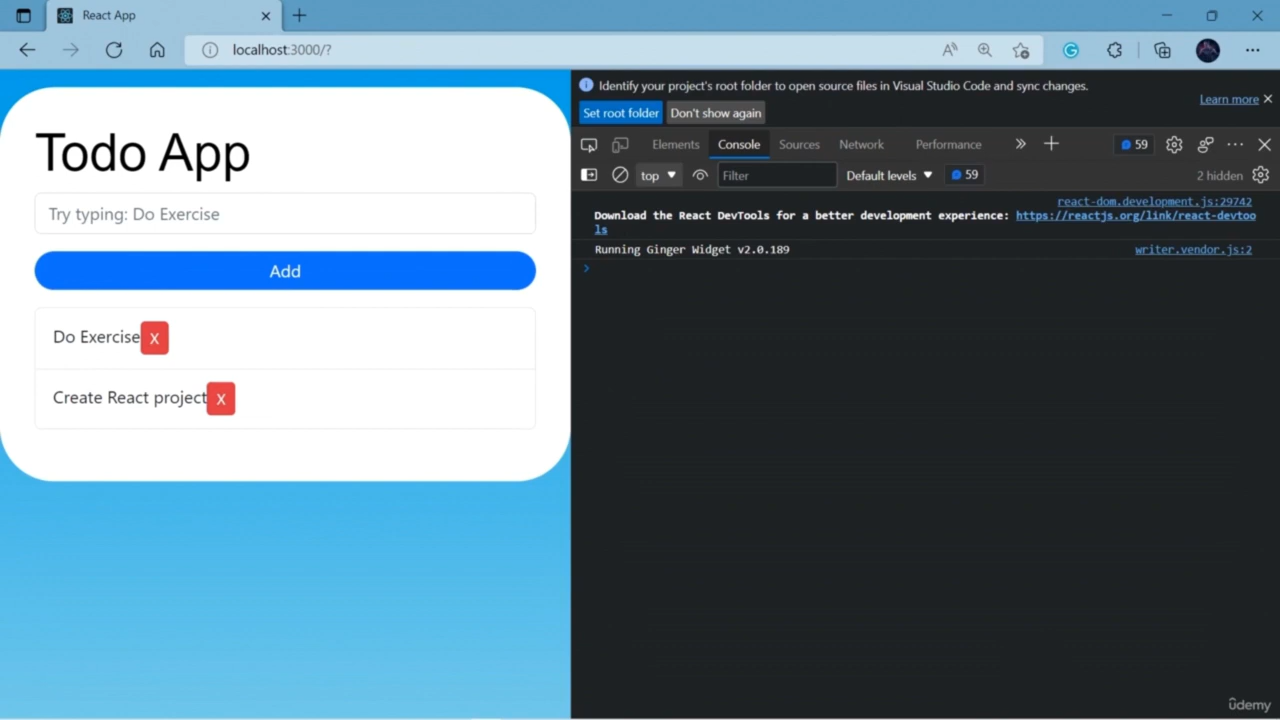 React App
localhost:3000/?
Todo App
Try typing: Do Exercise
Add
Do Exercise X
Create React project X
Identify your project's root folder to open source files in Visual Studio Code and sync changes.
Learn more
Set root folder Don't show again
Elements Console Sources Network Performance 59
top Filter Default levels 59 2 hidden
react-dom.development.js:29742
Download the React DevTools for a better development experience: https://reactjs.org/link/react-devtoo
ls
Running Ginger Widget v2.0.189 writer.vendor.js:2
ûdemy